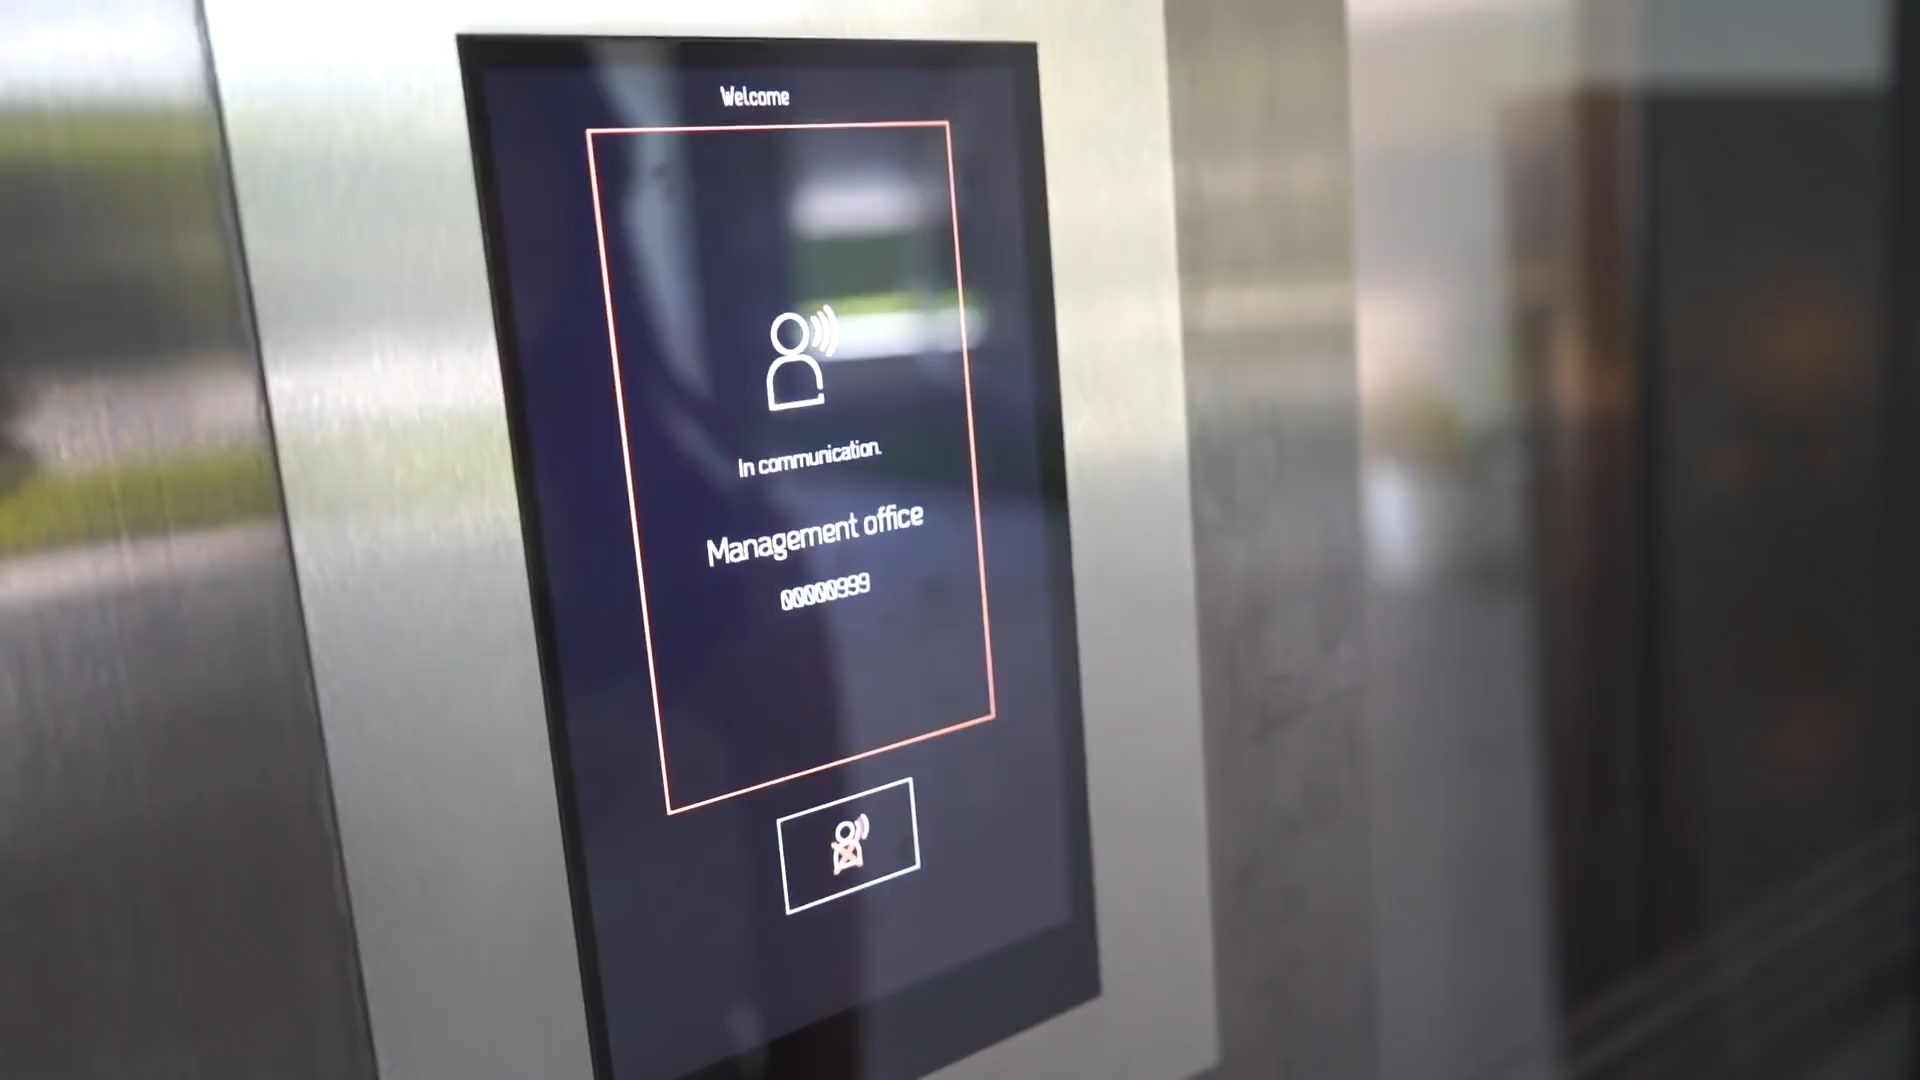 Welcome
In communication.
Management office
00000999